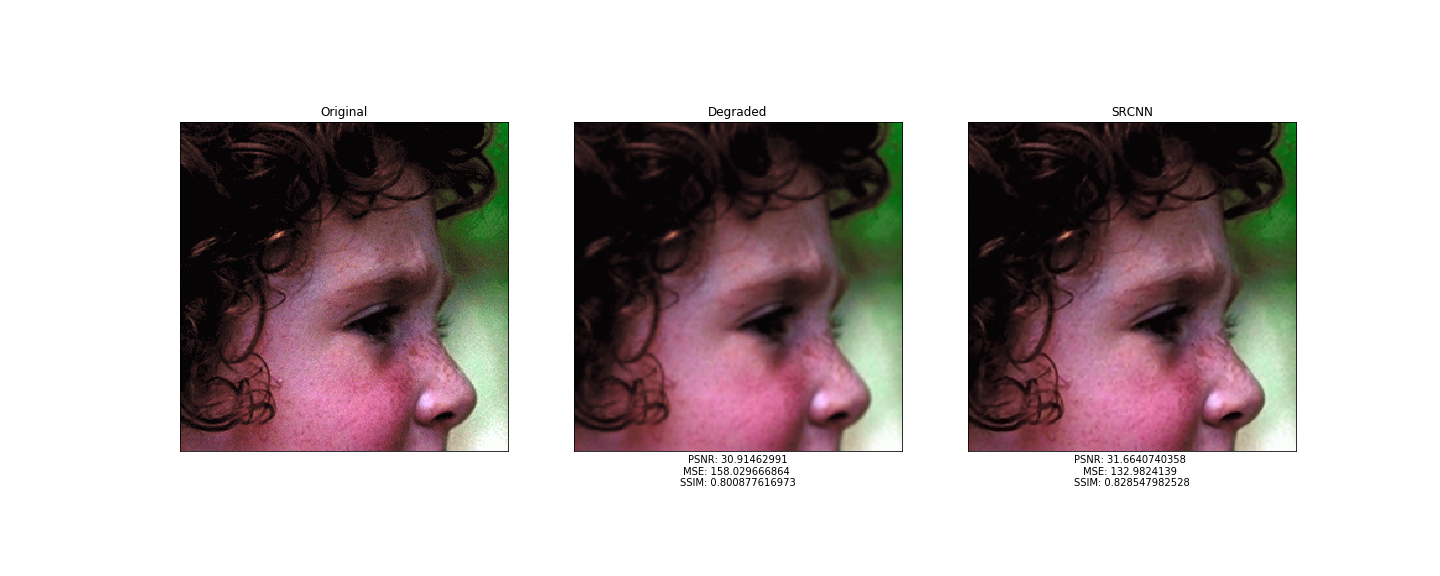 Original
Degraded
SRCNN
PSNR: 30.91462991
MSE: 158.029666864
SSIM: 0.800877616973
PSNR: 31.6640740358
MSE: 132.9824139
SSIM: 0.828547982528